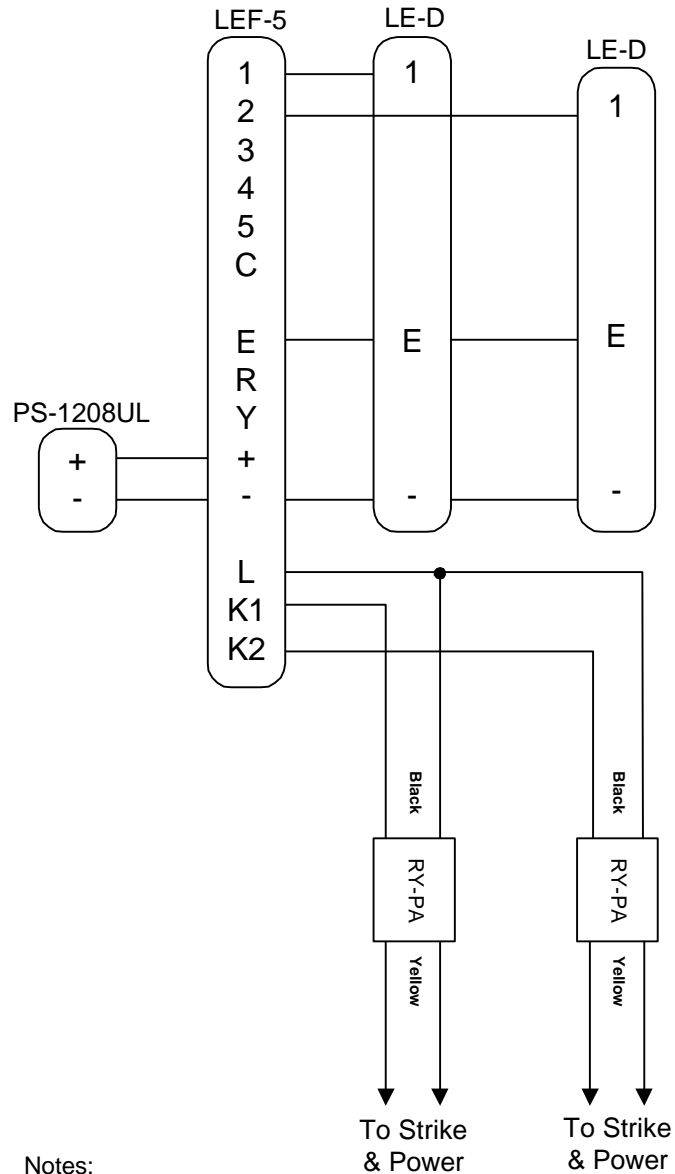 LEF-5
1
2
3
4
5
C
E
R
Y
+
-
L
K1
K2
LE-D
1
E
-
LE-D
1
E
-
PS-1208UL
+
-
Black
RY-PA
Yellow
To Strike
& Power
Black
RY-PA
Yellow
To Strike
& Power
Notes: